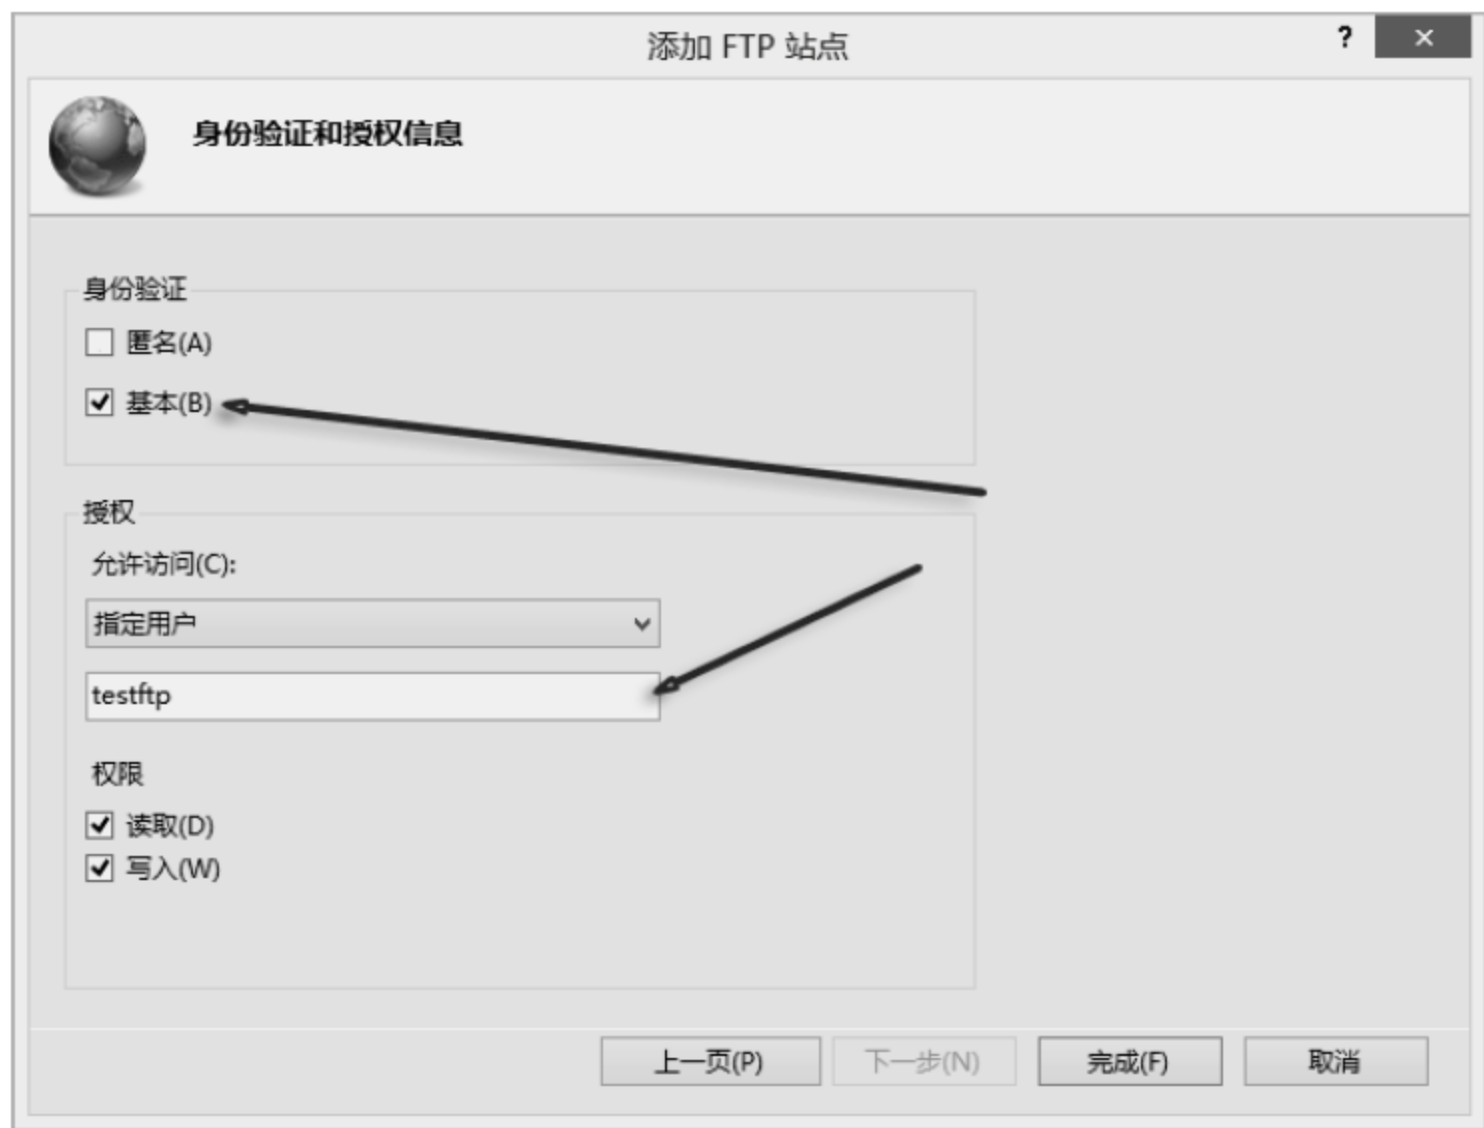 添加 FTP 站点
?
身份验证和授权信息
身份验证
匿名(A)
基本(B)
授权
允许访问(C):
指定用户
testftp
权限
读取(D)
写入(W)
上一页(P) 下一步(N) 完成(F) 取消